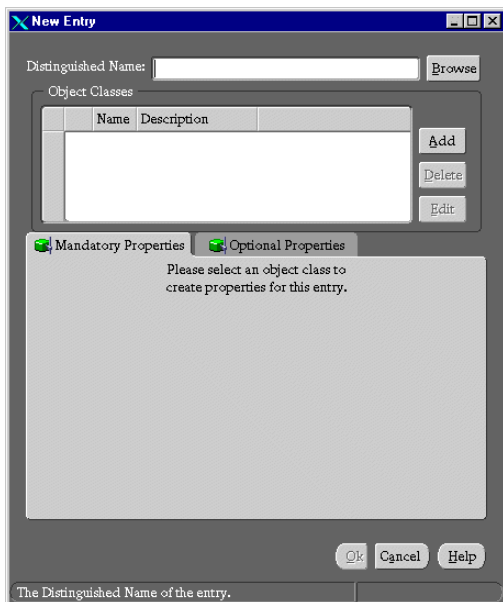 New Entry
Distinguished Name:
Browse
Object Classes
Name Description
Add
Delete
Edit
Mandatory Properties Optional Properties
Please select an object class to
create properties for this entry.
Ok Cancel Help
The Distinguished Name of the entry.